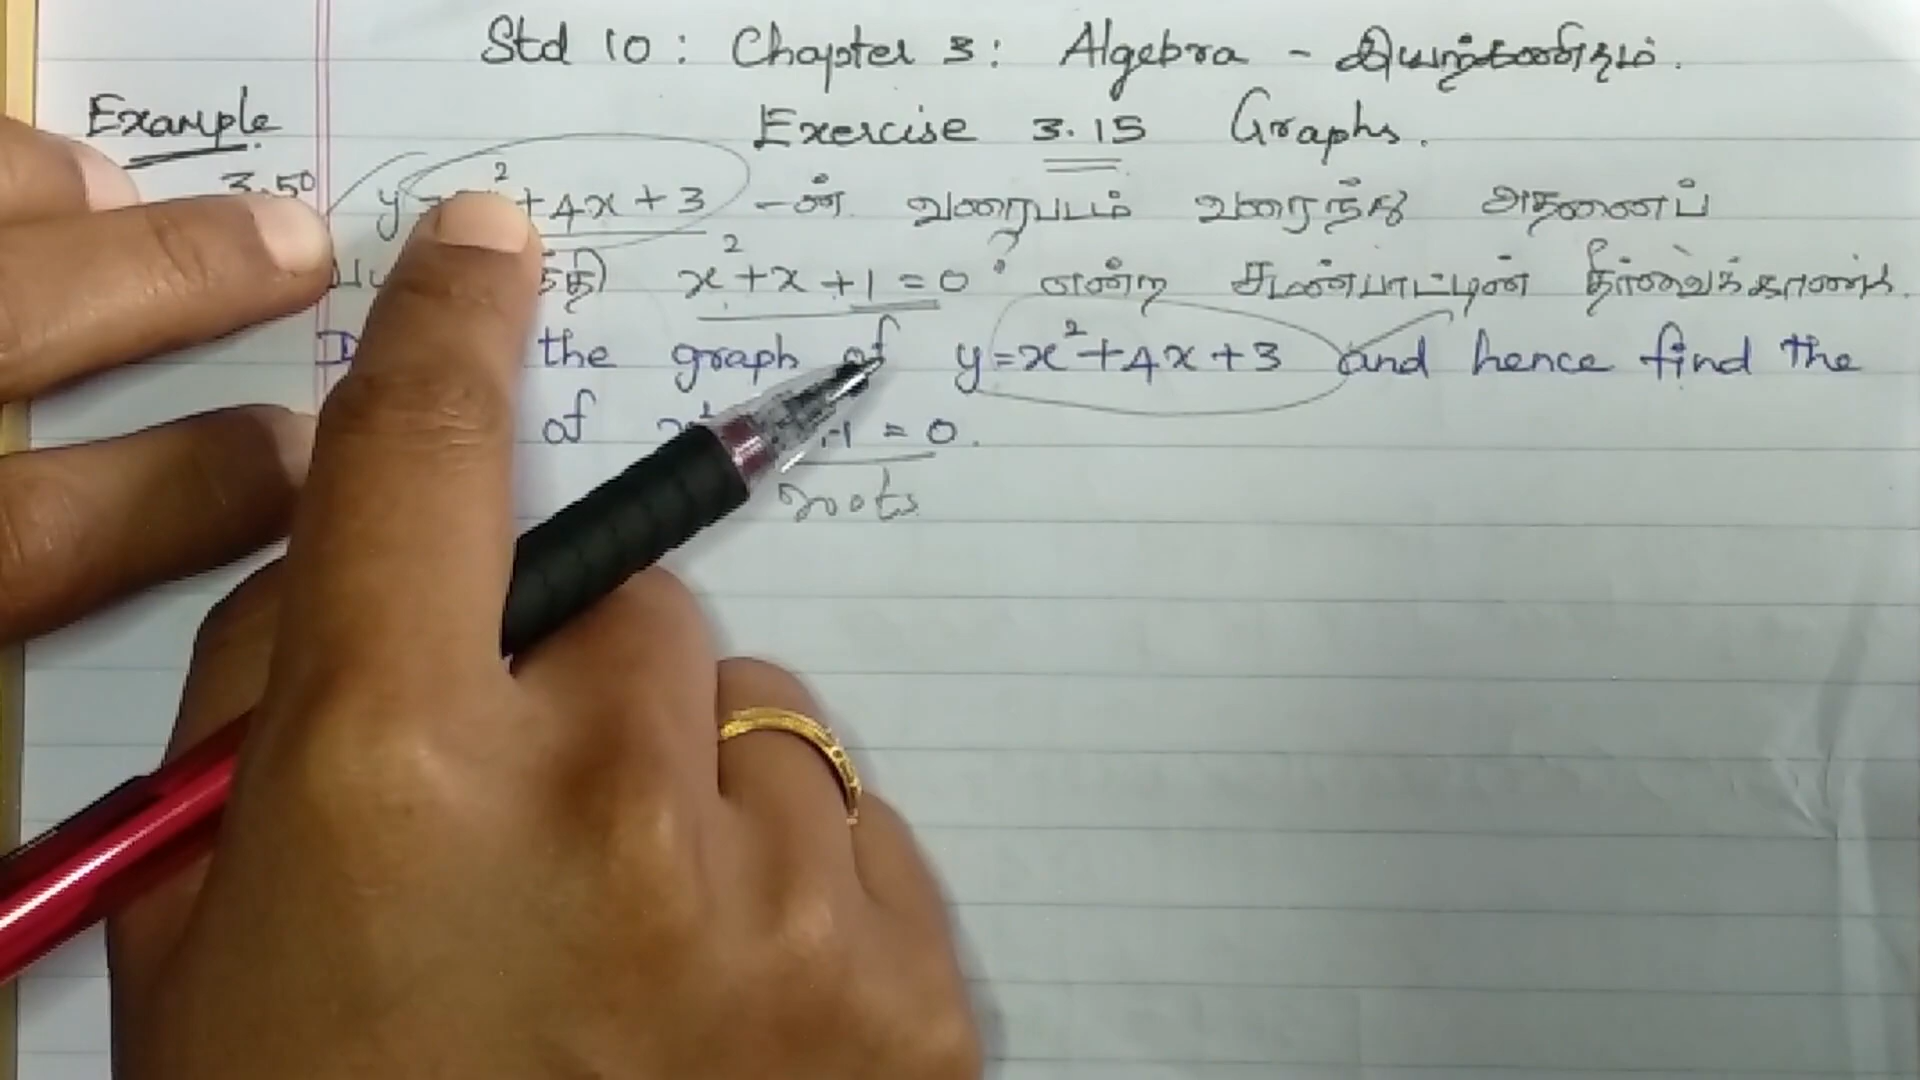 Std 10 : Chapter 3 : Algebra - இயற்கணிதம்.
Example
Exercise 3.15 Graphs.
3.50
y = ² + 4x + 3 -ன் வரைபடம் வரைந்து அதனைப்
x² + x + 1 = 0 என்ற சமன்பாட்டின் தீர்வைக்காண்க.
the graph of y = x² + 4x + 3 and hence find the
of 1 = 0.
roots